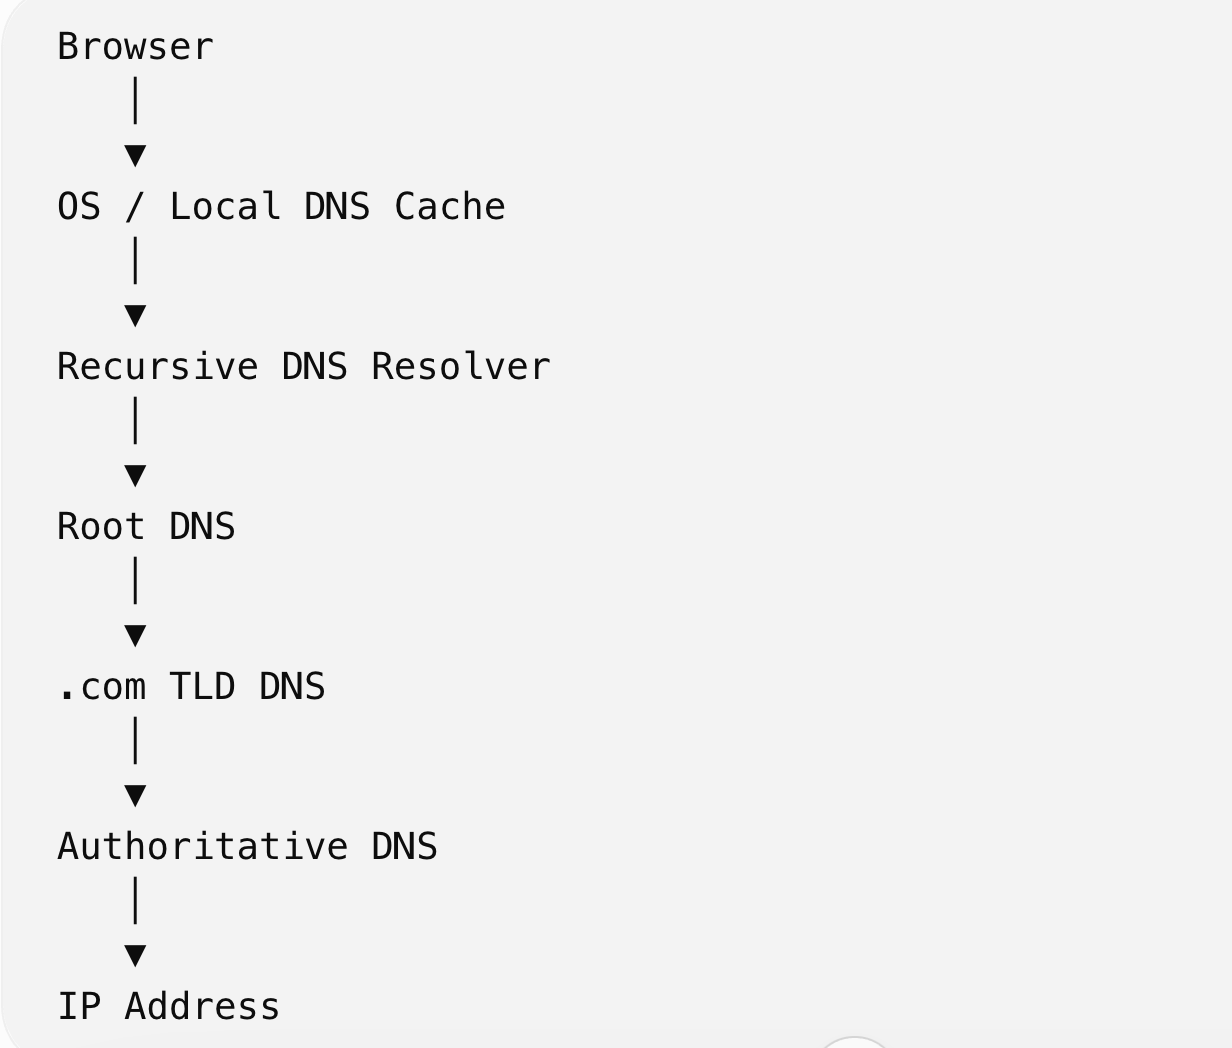 Browser
│
▼
OS / Local DNS Cache
│
▼
Recursive DNS Resolver
│
▼
Root DNS
│
▼
.com TLD DNS
│
▼
Authoritative DNS
│
▼
IP Address